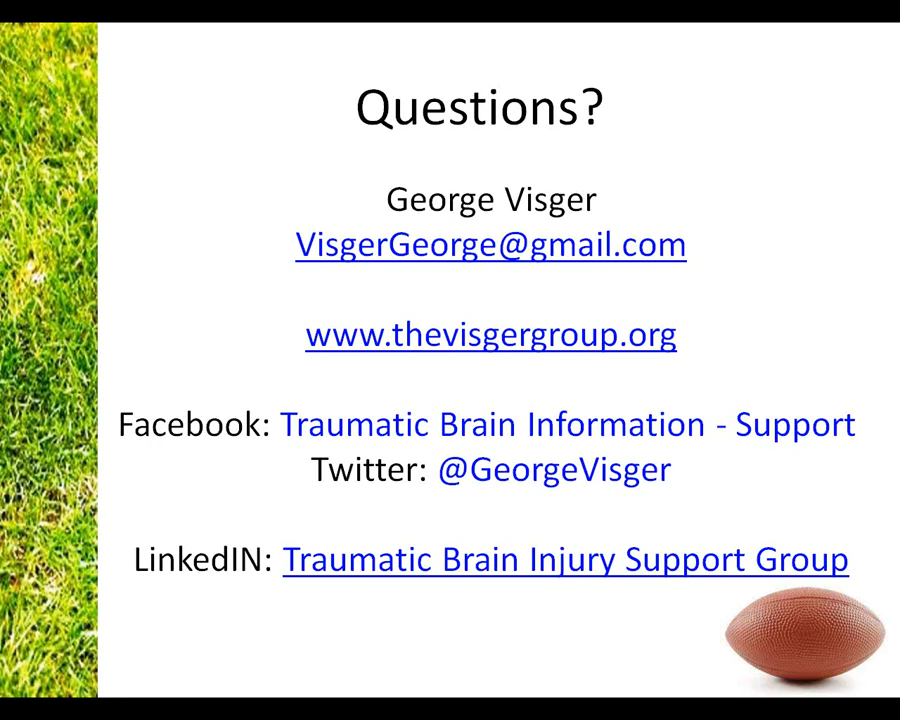 Questions?
George Visger
VisgerGeorge@gmail.com
www.thevisgergroup.org
Facebook: Traumatic Brain Information - Support
Twitter: @GeorgeVisger
LinkedIN: Traumatic Brain Injury Support Group